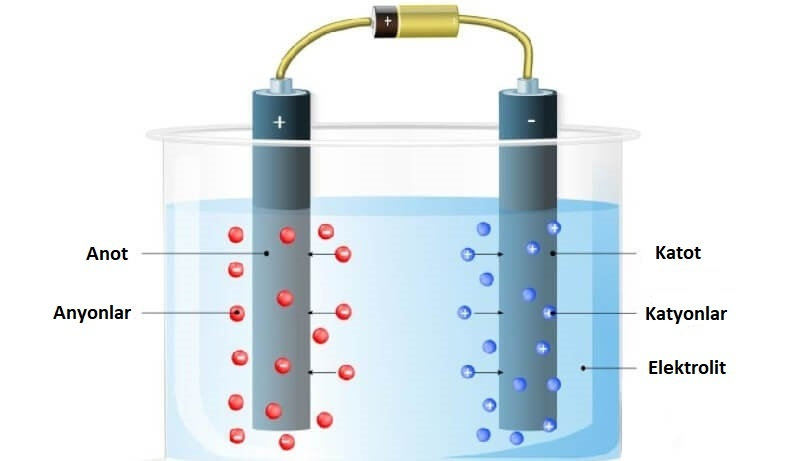 +
+
-
Anot
Katot
Anyonlar
Katyonlar
Elektrolit